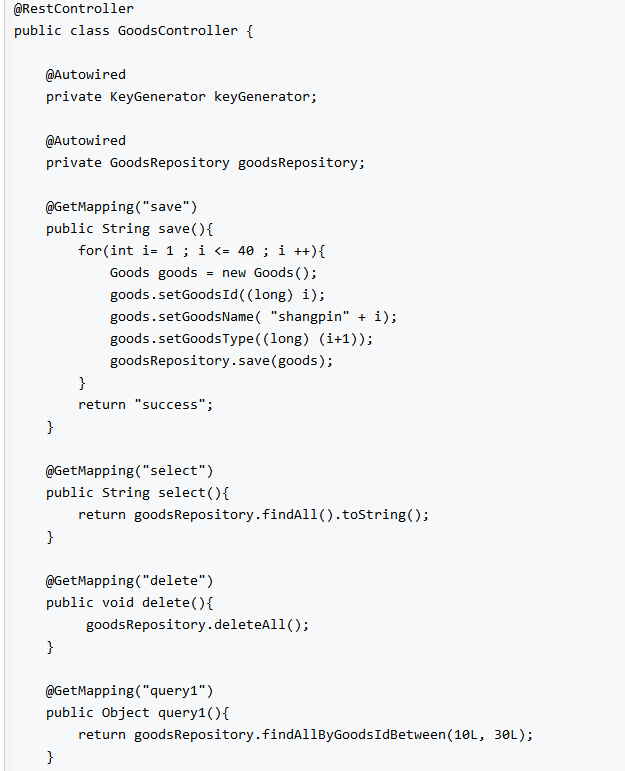 @RestController
public class GoodsController {
@Autowired
private KeyGenerator keyGenerator;
@Autowired
private GoodsRepository goodsRepository;
@GetMapping("save")
public String save(){
for(int i= 1 ; i <= 40 ; i ++){
Goods goods = new Goods();
goods.setGoodsId((long) i);
goods.setGoodsName( "shangpin" + i);
goods.setGoodsType((long) (i+1));
goodsRepository.save(goods);
}
return "success";
}
@GetMapping("select")
public String select(){
return goodsRepository.findAll().toString();
}
@GetMapping("delete")
public void delete(){
goodsRepository.deleteAll();
}
@GetMapping("query1")
public Object query1(){
return goodsRepository.findAllByGoodsIdBetween(10L, 30L);
}